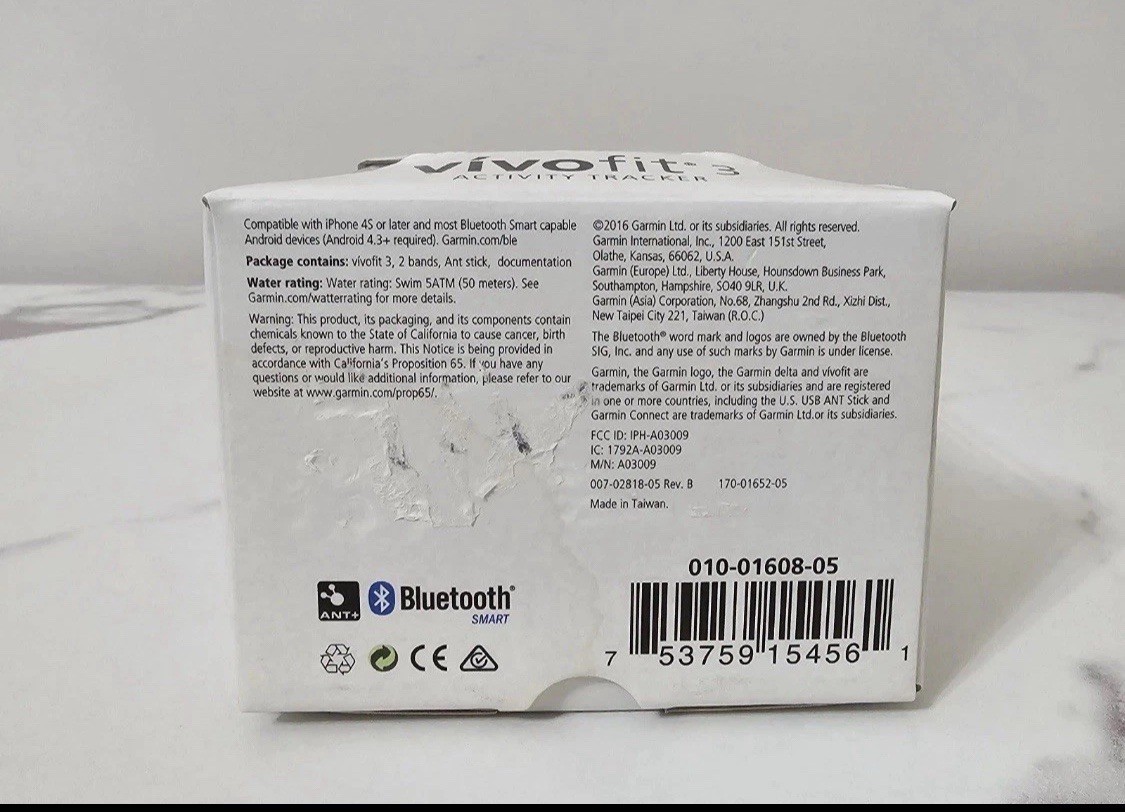 vívofit® 3
ACTIVITY TRACKER
Compatible with iPhone 4S or later and most Bluetooth Smart capable
Android devices (Android 4.3+ required). Garmin.com/ble
Package contains: vívofit 3, 2 bands, Ant stick, documentation
Water rating: Water rating: Swim 5ATM (50 meters). See
Garmin.com/watterrating for more details.
Warning: This product, its packaging, and its components contain
chemicals known to the State of California to cause cancer, birth
defects, or reproductive harm. This Notice is being provided in
accordance with California's Proposition 65. If you have any
questions or would like additional information, please refer to our
website at www.garmin.com/prop65/.
©2016 Garmin Ltd. or its subsidiaries. All rights reserved.
Garmin International, Inc., 1200 East 151st Street,
Olathe, Kansas, 66062, U.S.A.
Garmin (Europe) Ltd., Liberty House, Hounsdown Business Park,
Southampton, Hampshire, SO40 9LR, U.K.
Garmin (Asia) Corporation, No.68, Zhangshu 2nd Rd., Xizhi Dist.,
New Taipei City 221, Taiwan (R.O.C.)
The Bluetooth® word mark and logos are owned by the Bluetooth
SIG, Inc. and any use of such marks by Garmin is under license.
Garmin, the Garmin logo, the Garmin delta and vívofit are
trademarks of Garmin Ltd. or its subsidiaries and are registered
in one or more countries, including the U.S. USB ANT Stick and
Garmin Connect are trademarks of Garmin Ltd.or its subsidiaries.
FCC ID: IPH-A03009
IC: 1792A-A03009
M/N: A03009
007-02818-05 Rev. B 170-01652-05
Made in Taiwan.
ANT+
Bluetooth®
SMART
CE
010-01608-05
7 53759 15456 1